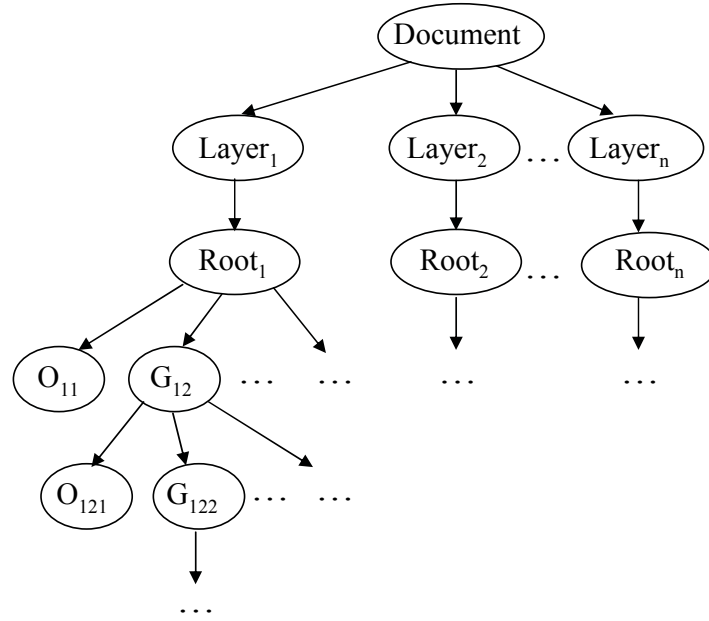 Document
Layer₁ Layer₂ ... Layerₙ
Root₁ Root₂ ... Rootₙ
O₁₁ G₁₂ ... ... ... ...
O₁₂₁ G₁₂₂ ... ...
...